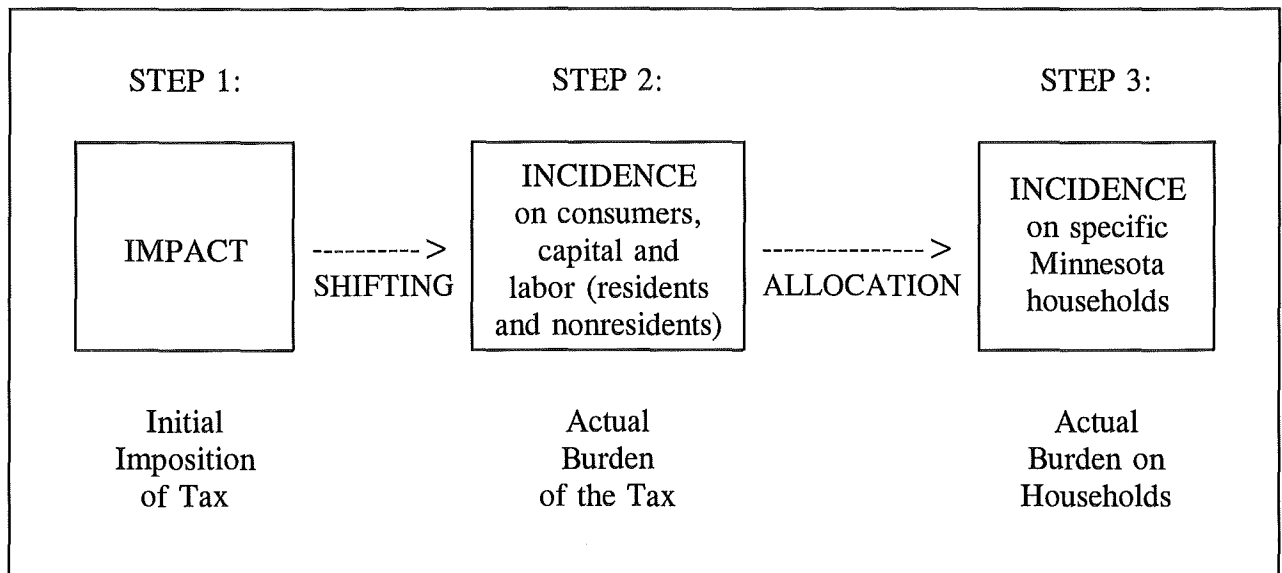 STEP 1:
STEP 2:
STEP 3:
IMPACT
--------->
SHIFTING
INCIDENCE
on consumers,
capital and
labor (residents
and nonresidents)
----------->
ALLOCATION
INCIDENCE
on specific
Minnesota
households
Initial
Imposition
of Tax
Actual
Burden
of the Tax
Actual
Burden on
Households